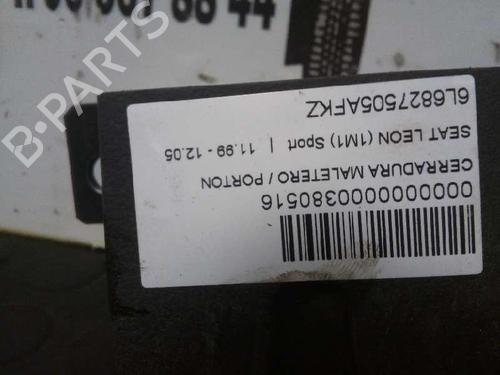 0000000000380516
CERRADURA MALETERO / PORTON
SEAT LEON (1M1) Sport | 11.99 - 12.05
6L6827505AFKZ
B-PARTS